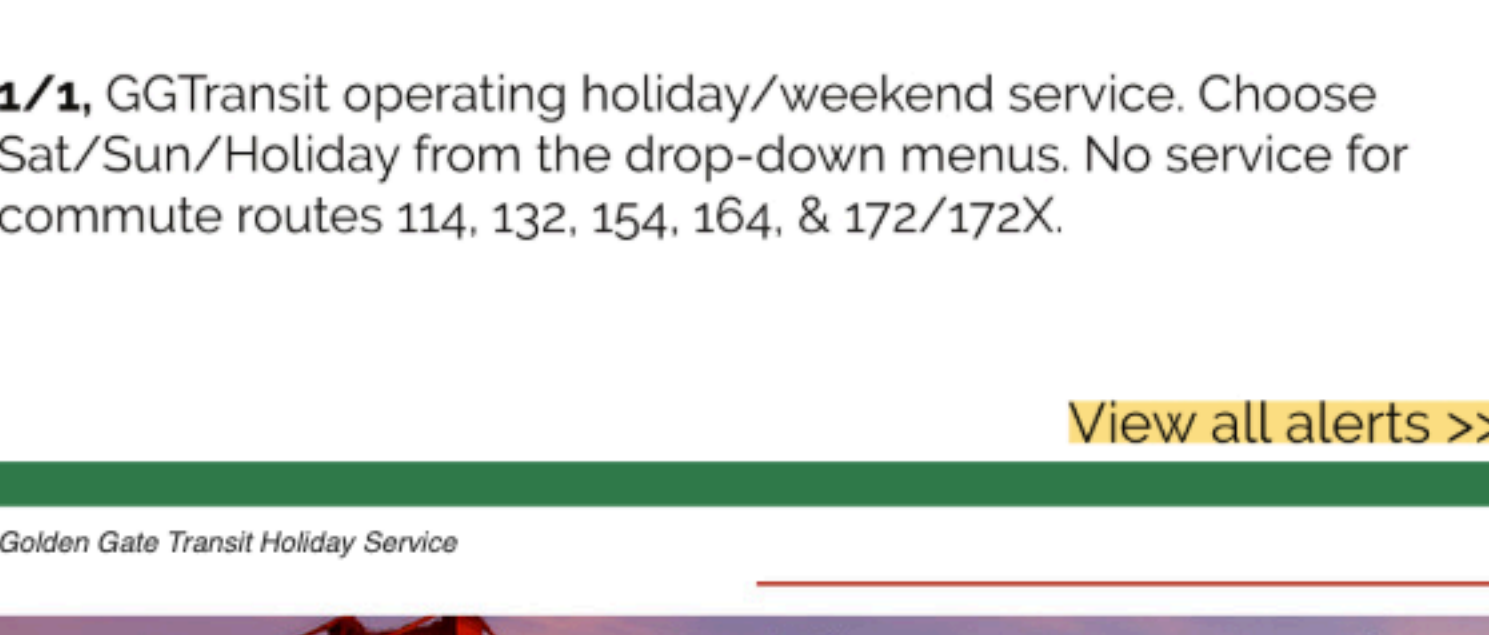 1/1, GGTransit operating holiday/weekend service. Choose
Sat/Sun/Holiday from the drop-down menus. No service for
commute routes 114, 132, 154, 164, & 172/172X.
View all alerts >>
Golden Gate Transit Holiday Service